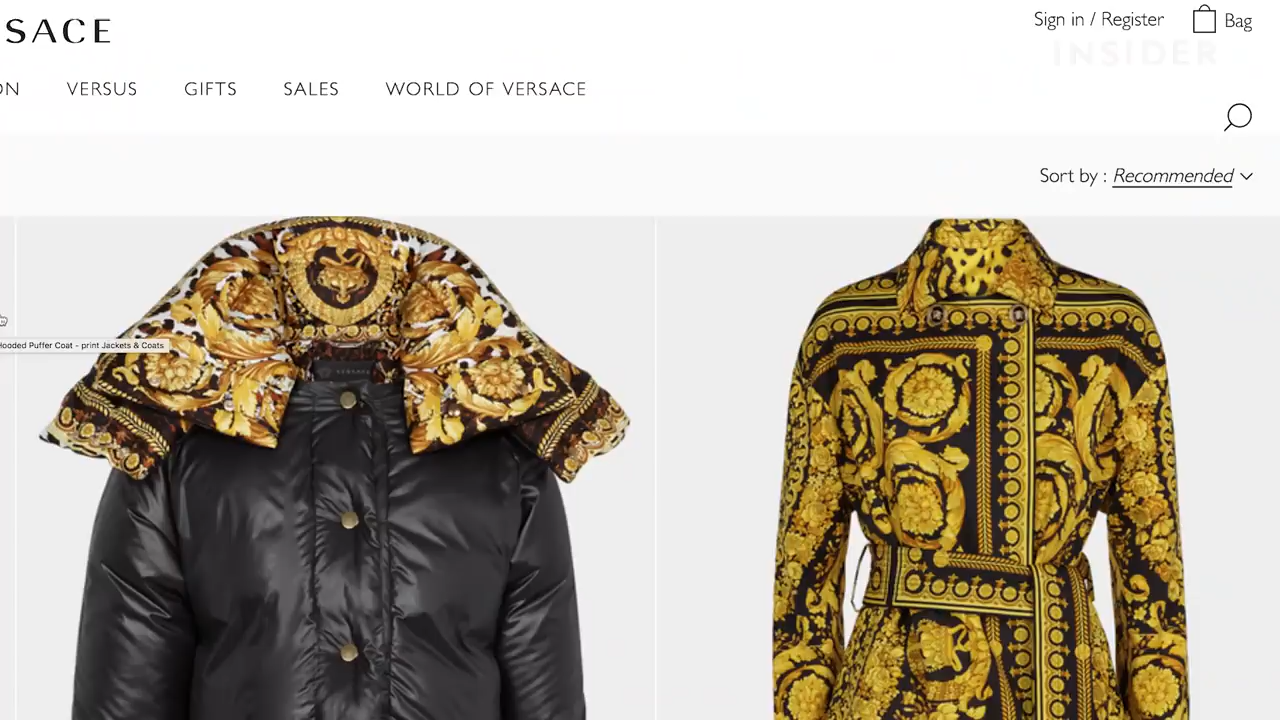 SACE
Sign in / Register
Bag
INSIDER
ON
VERSUS
GIFTS
SALES
WORLD OF VERSACE
Sort by : Recommended
Hooded Puffer Coat - print Jackets & Coats
VERSACE